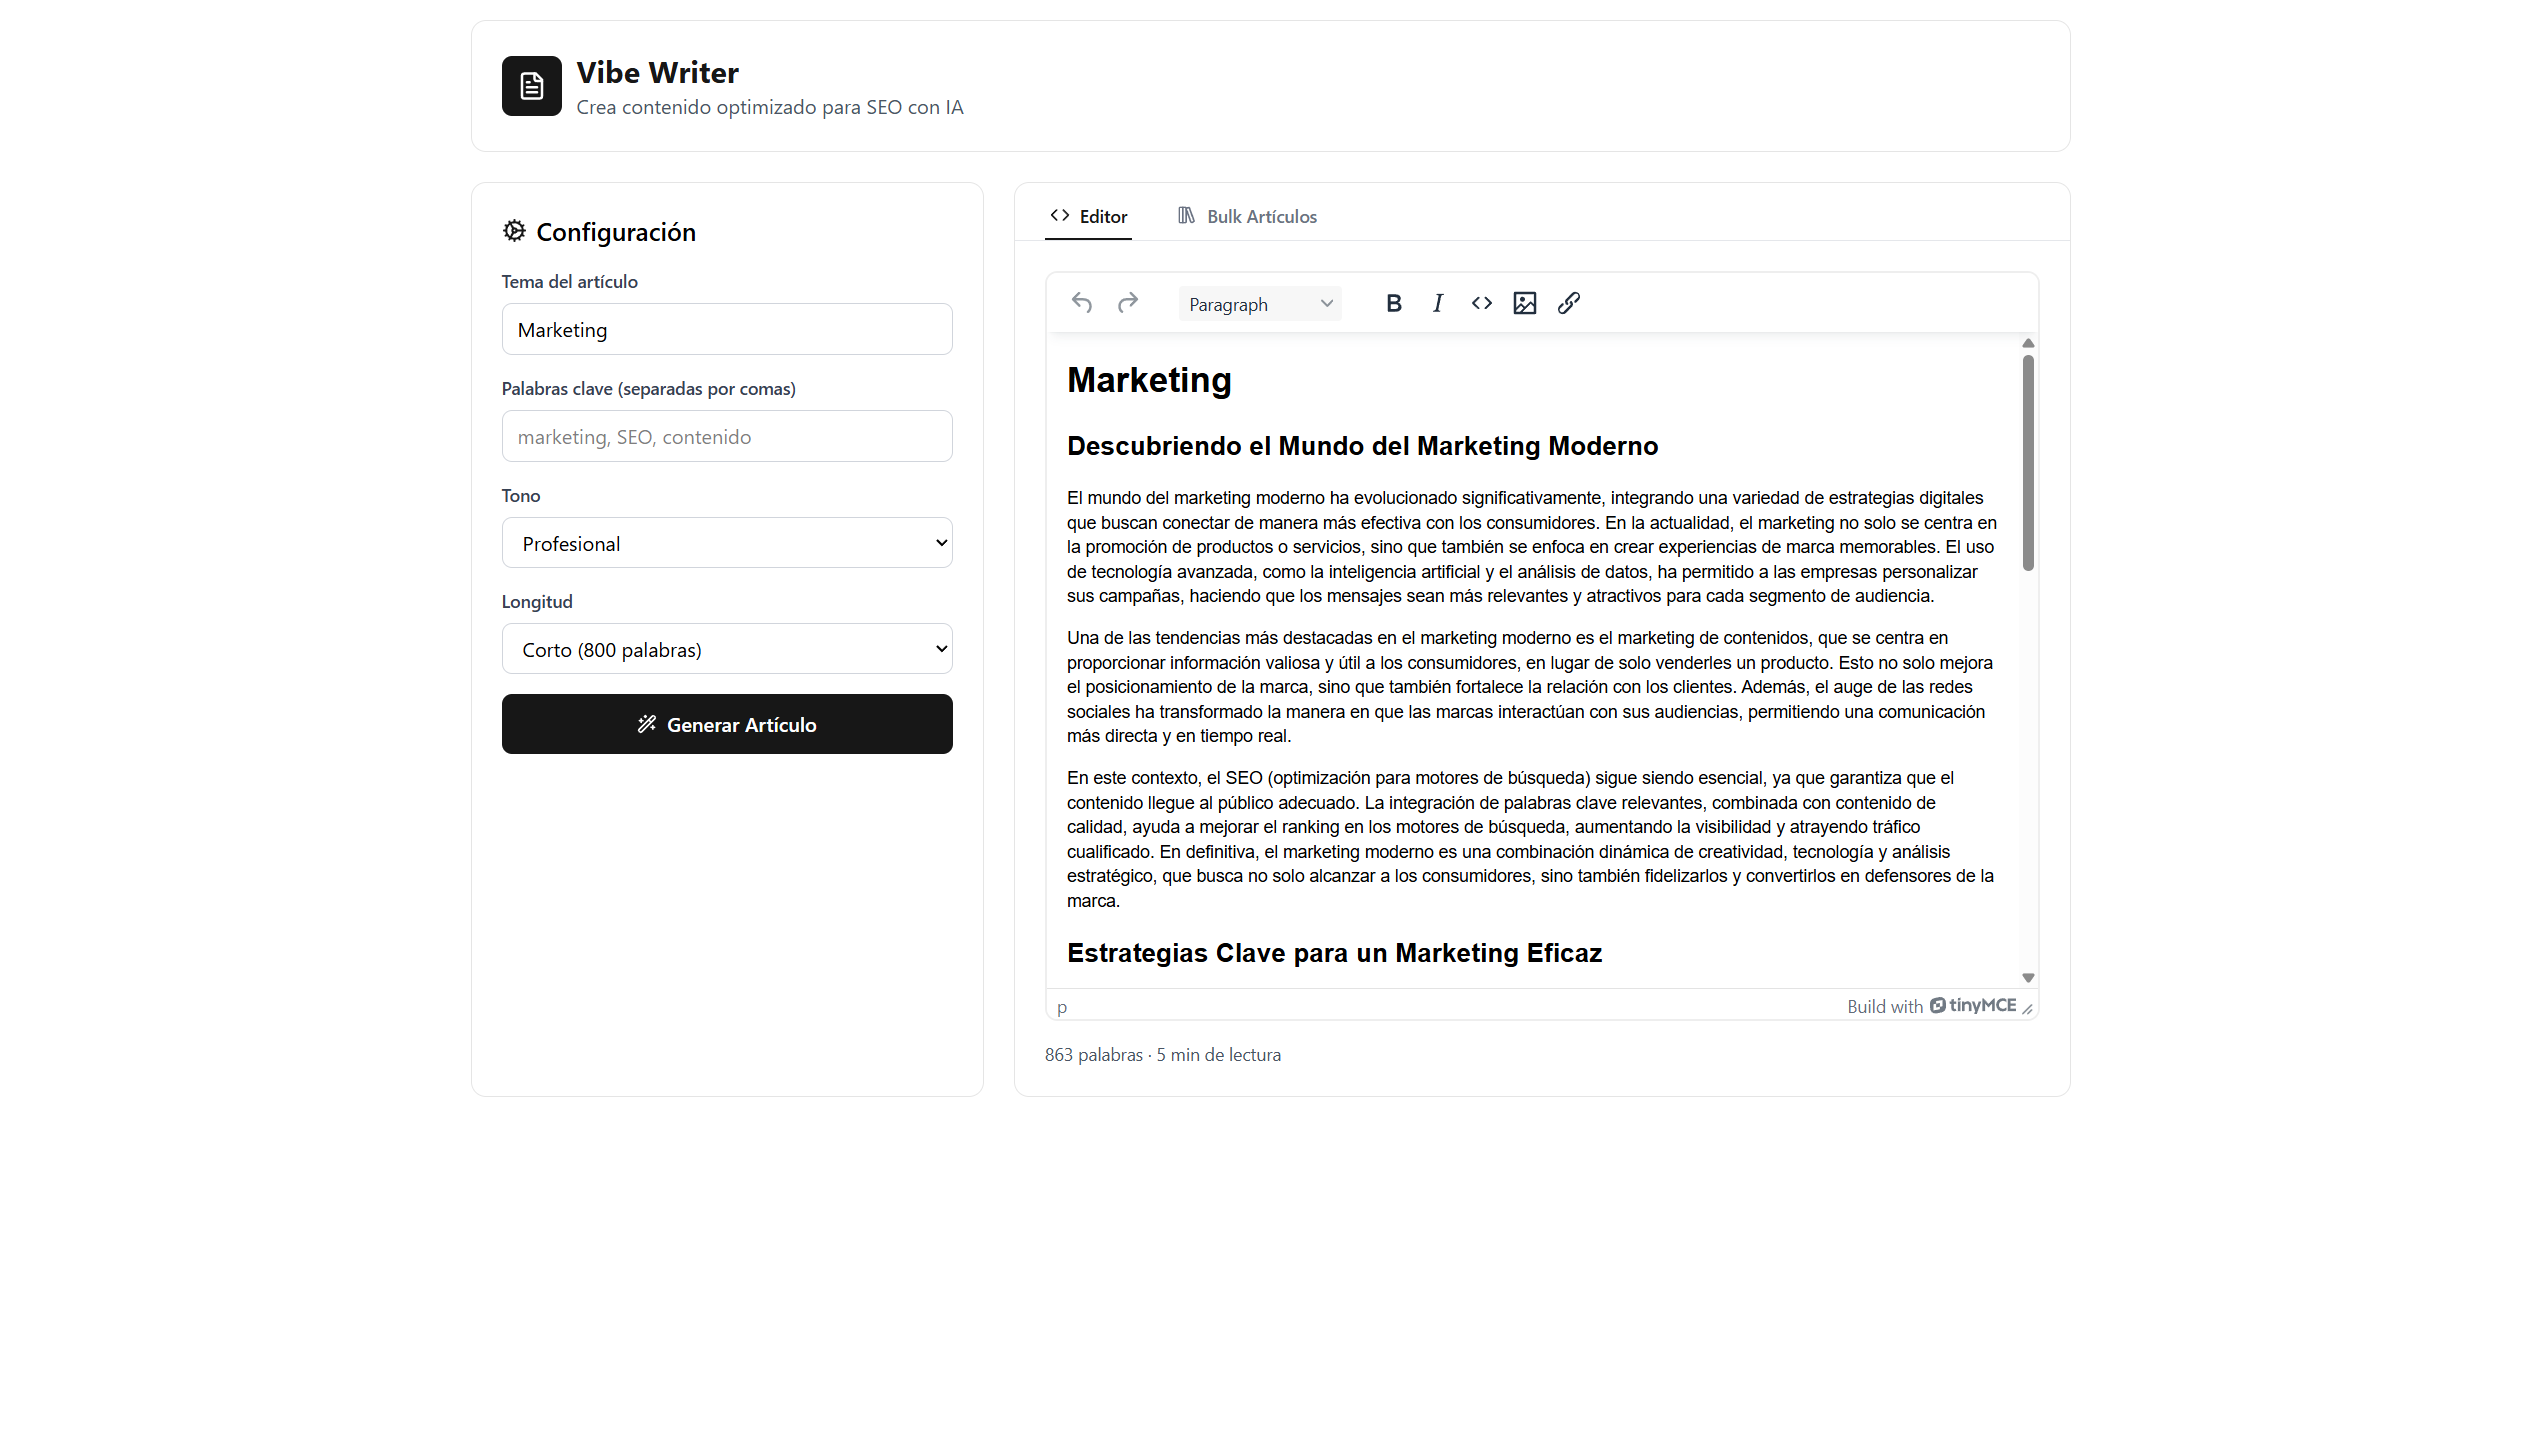 Vibe Writer
Crea contenido optimizado para SEO con IA
Configuración
Tema del artículo
Marketing
Palabras clave (separadas por comas)
marketing, SEO, contenido
Tono
Profesional
Longitud
Corto (800 palabras)
Generar Artículo
Editor
Bulk Artículos
Paragraph
Marketing
Descubriendo el Mundo del Marketing Moderno
El mundo del marketing moderno ha evolucionado significativamente, integrando una variedad de estrategias digitales
que buscan conectar de manera más efectiva con los consumidores. En la actualidad, el marketing no solo se centra en
la promoción de productos o servicios, sino que también se enfoca en crear experiencias de marca memorables. El uso
de tecnología avanzada, como la inteligencia artificial y el análisis de datos, ha permitido a las empresas personalizar
sus campañas, haciendo que los mensajes sean más relevantes y atractivos para cada segmento de audiencia.
Una de las tendencias más destacadas en el marketing moderno es el marketing de contenidos, que se centra en
proporcionar información valiosa y útil a los consumidores, en lugar de solo venderles un producto. Esto no solo mejora
el posicionamiento de la marca, sino que también fortalece la relación con los clientes. Además, el auge de las redes
sociales ha transformado la manera en que las marcas interactúan con sus audiencias, permitiendo una comunicación
más directa y en tiempo real.
En este contexto, el SEO (optimización para motores de búsqueda) sigue siendo esencial, ya que garantiza que el
contenido llegue al público adecuado. La integración de palabras clave relevantes, combinada con contenido de
calidad, ayuda a mejorar el ranking en los motores de búsqueda, aumentando la visibilidad y atrayendo tráfico
cualificado. En definitiva, el marketing moderno es una combinación dinámica de creatividad, tecnología y análisis
estratégico, que busca no solo alcanzar a los consumidores, sino también fidelizarlos y convertirlos en defensores de la
marca.
Estrategias Clave para un Marketing Eficaz
p
Build with tinyMCE
863 palabras · 5 min de lectura